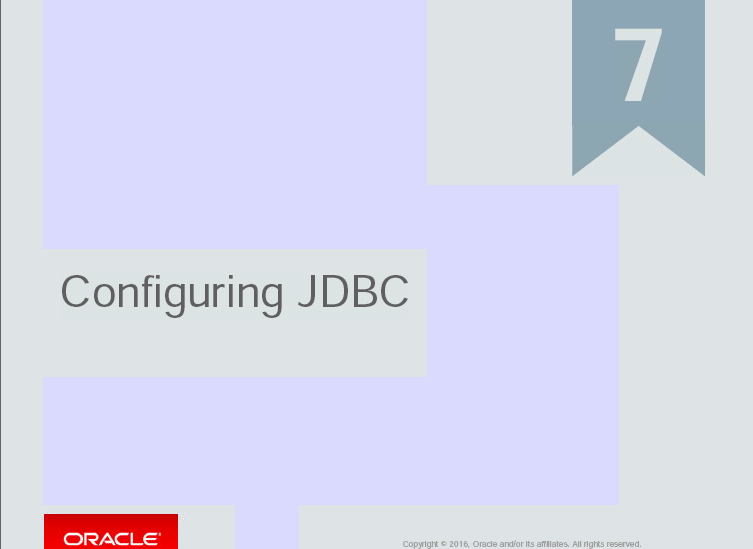 7
Configuring JDBC
ORACLE
Copyright © 2016, Oracle and/or its affiliates. All rights reserved.